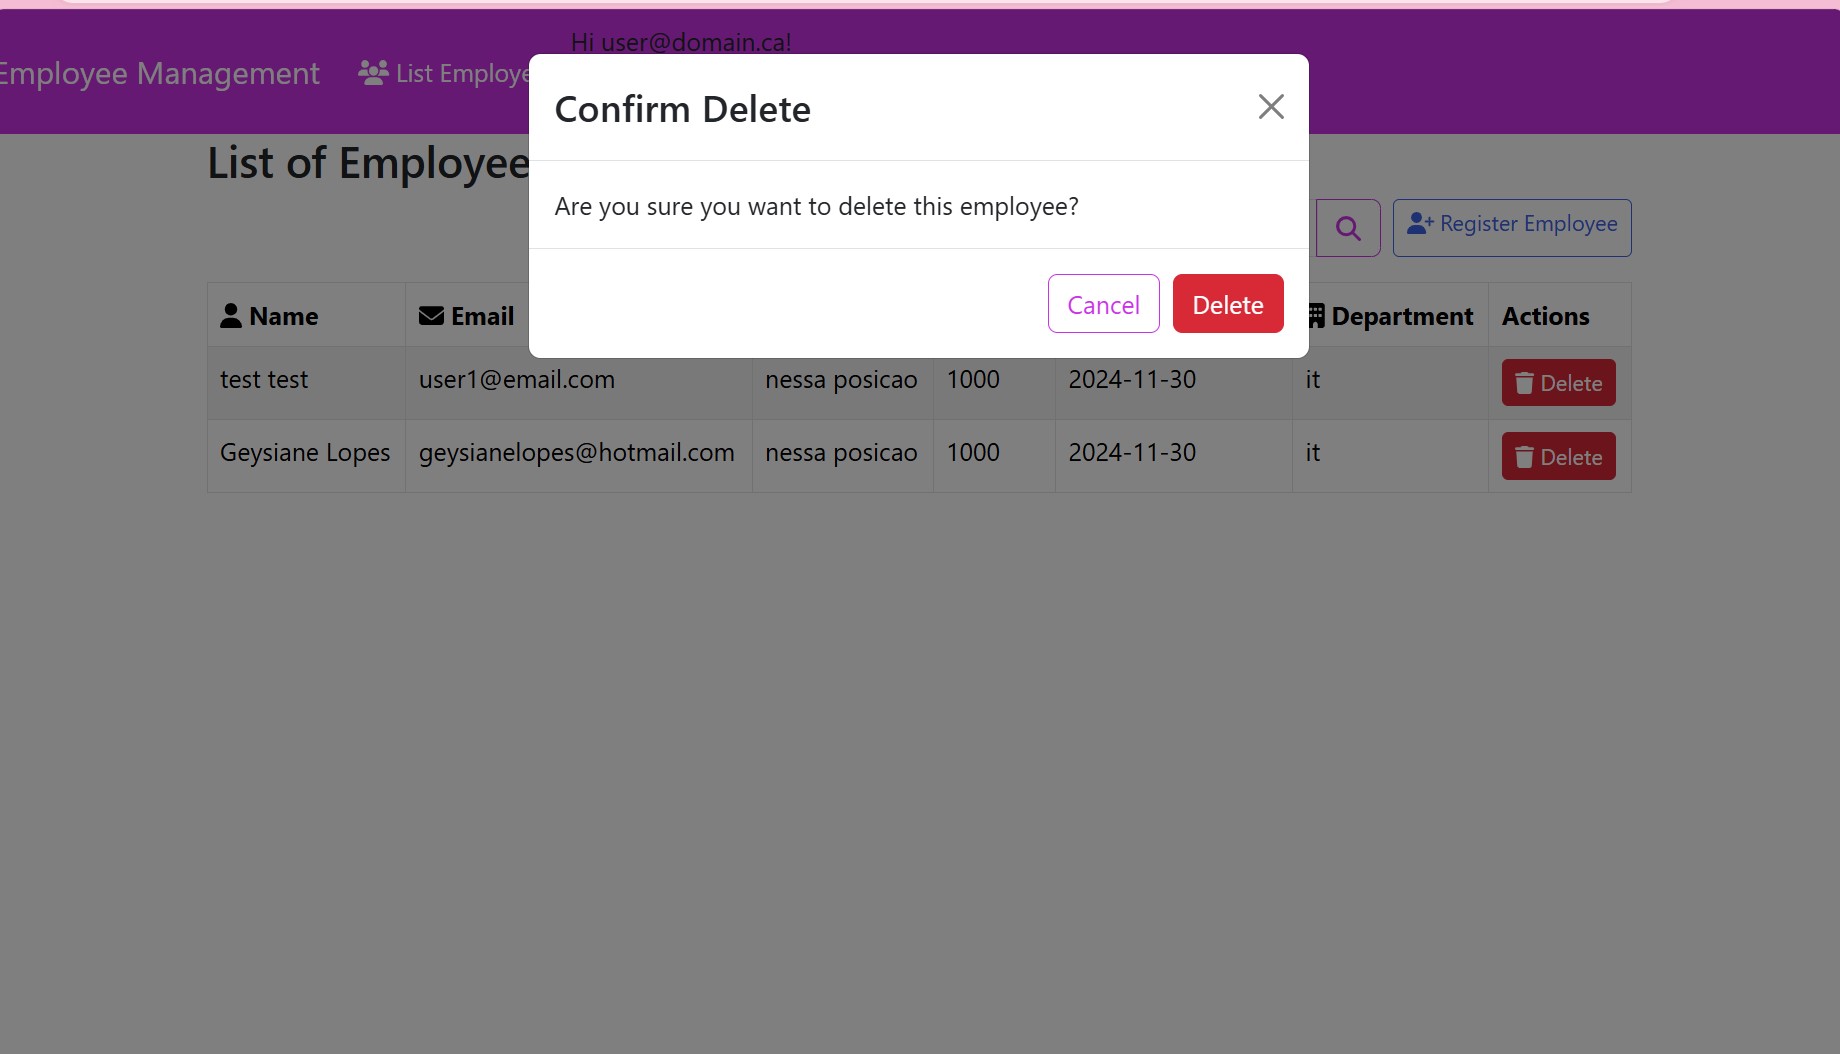 Hi user@domain.ca!
Employee Management
List Employe
Confirm Delete
List of Employee
Are you sure you want to delete this employee?
Register Employee
Cancel
Delete
Name Email Department Actions
test test user1@email.com nessa posicao 1000 2024-11-30 it Delete
Geysiane Lopes geysianelopes@hotmail.com nessa posicao 1000 2024-11-30 it Delete